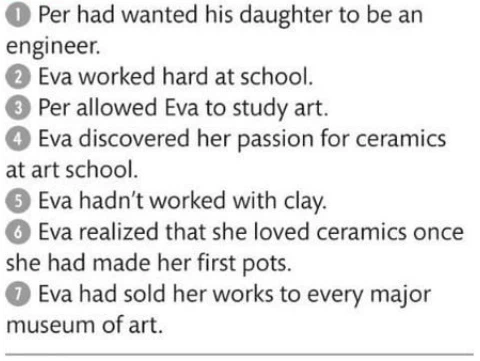 1 Per had wanted his daughter to be an
engineer.
2 Eva worked hard at school.
3 Per allowed Eva to study art.
4 Eva discovered her passion for ceramics
at art school.
5 Eva hadn't worked with clay.
6 Eva realized that she loved ceramics once
she had made her first pots.
7 Eva had sold her works to every major
museum of art.